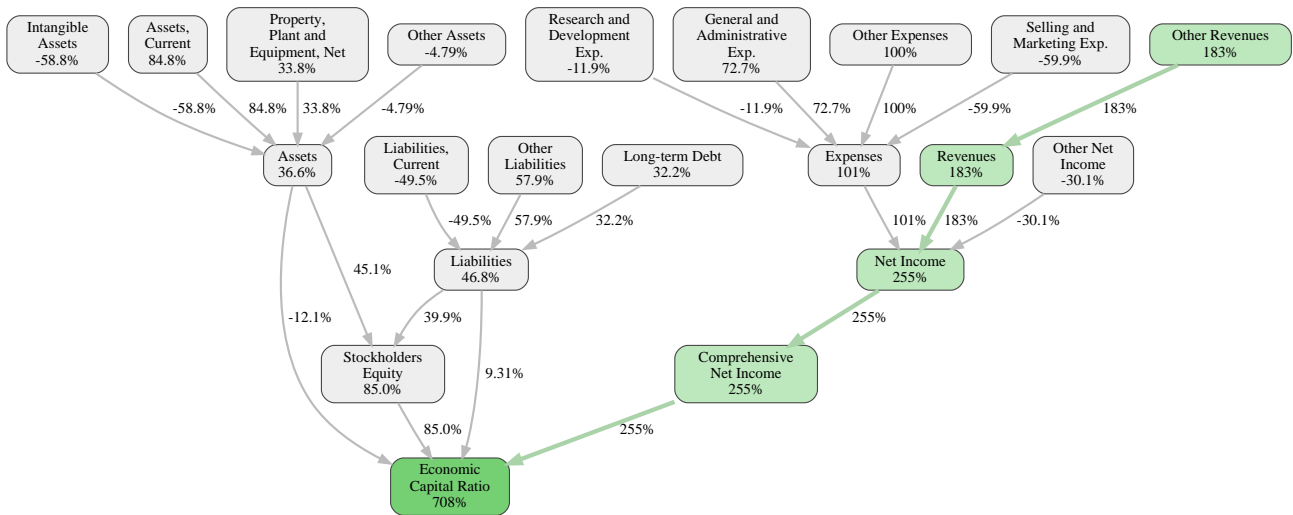 Intangible
Assets
-58.8%
Assets,
Current
84.8%
Property,
Plant and
Equipment, Net
33.8%
Other Assets
-4.79%
Research and
Development
Exp.
-11.9%
General and
Administrative
Exp.
72.7%
Other Expenses
100%
Selling and
Marketing Exp.
-59.9%
Other Revenues
183%
-58.8%
84.8%
33.8%
-4.79%
-11.9%
72.7%
100%
-59.9%
183%
Assets
36.6%
Liabilities,
Current
-49.5%
Other
Liabilities
57.9%
Long-term Debt
32.2%
Expenses
101%
Revenues
183%
Other Net
Income
-30.1%
-49.5%
57.9%
32.2%
101%
183%
-30.1%
Liabilities
46.8%
Net Income
255%
45.1%
-12.1%
39.9%
255%
Stockholders
Equity
85.0%
9.31%
Comprehensive
Net Income
255%
85.0%
255%
Economic
Capital Ratio
708%